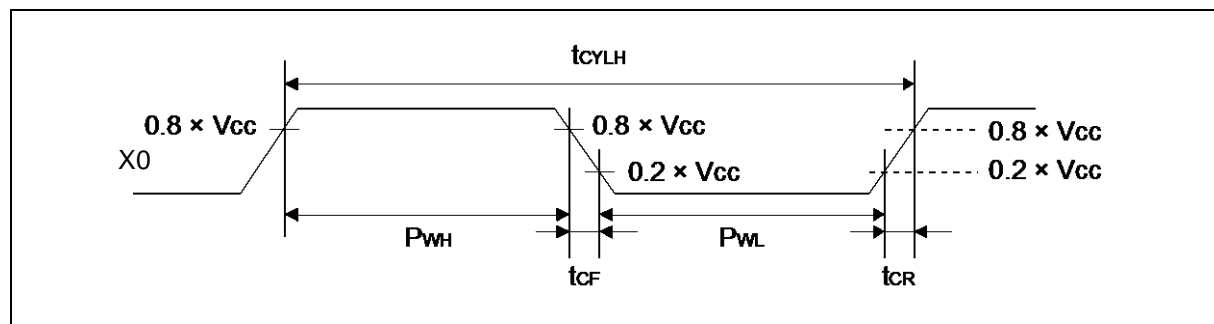 tCYLH
0.8 × VCC
0.8 × VCC
0.8 × VCC
X0
0.2 × VCC
0.2 × VCC
PWH
PWL
tCF
tCR